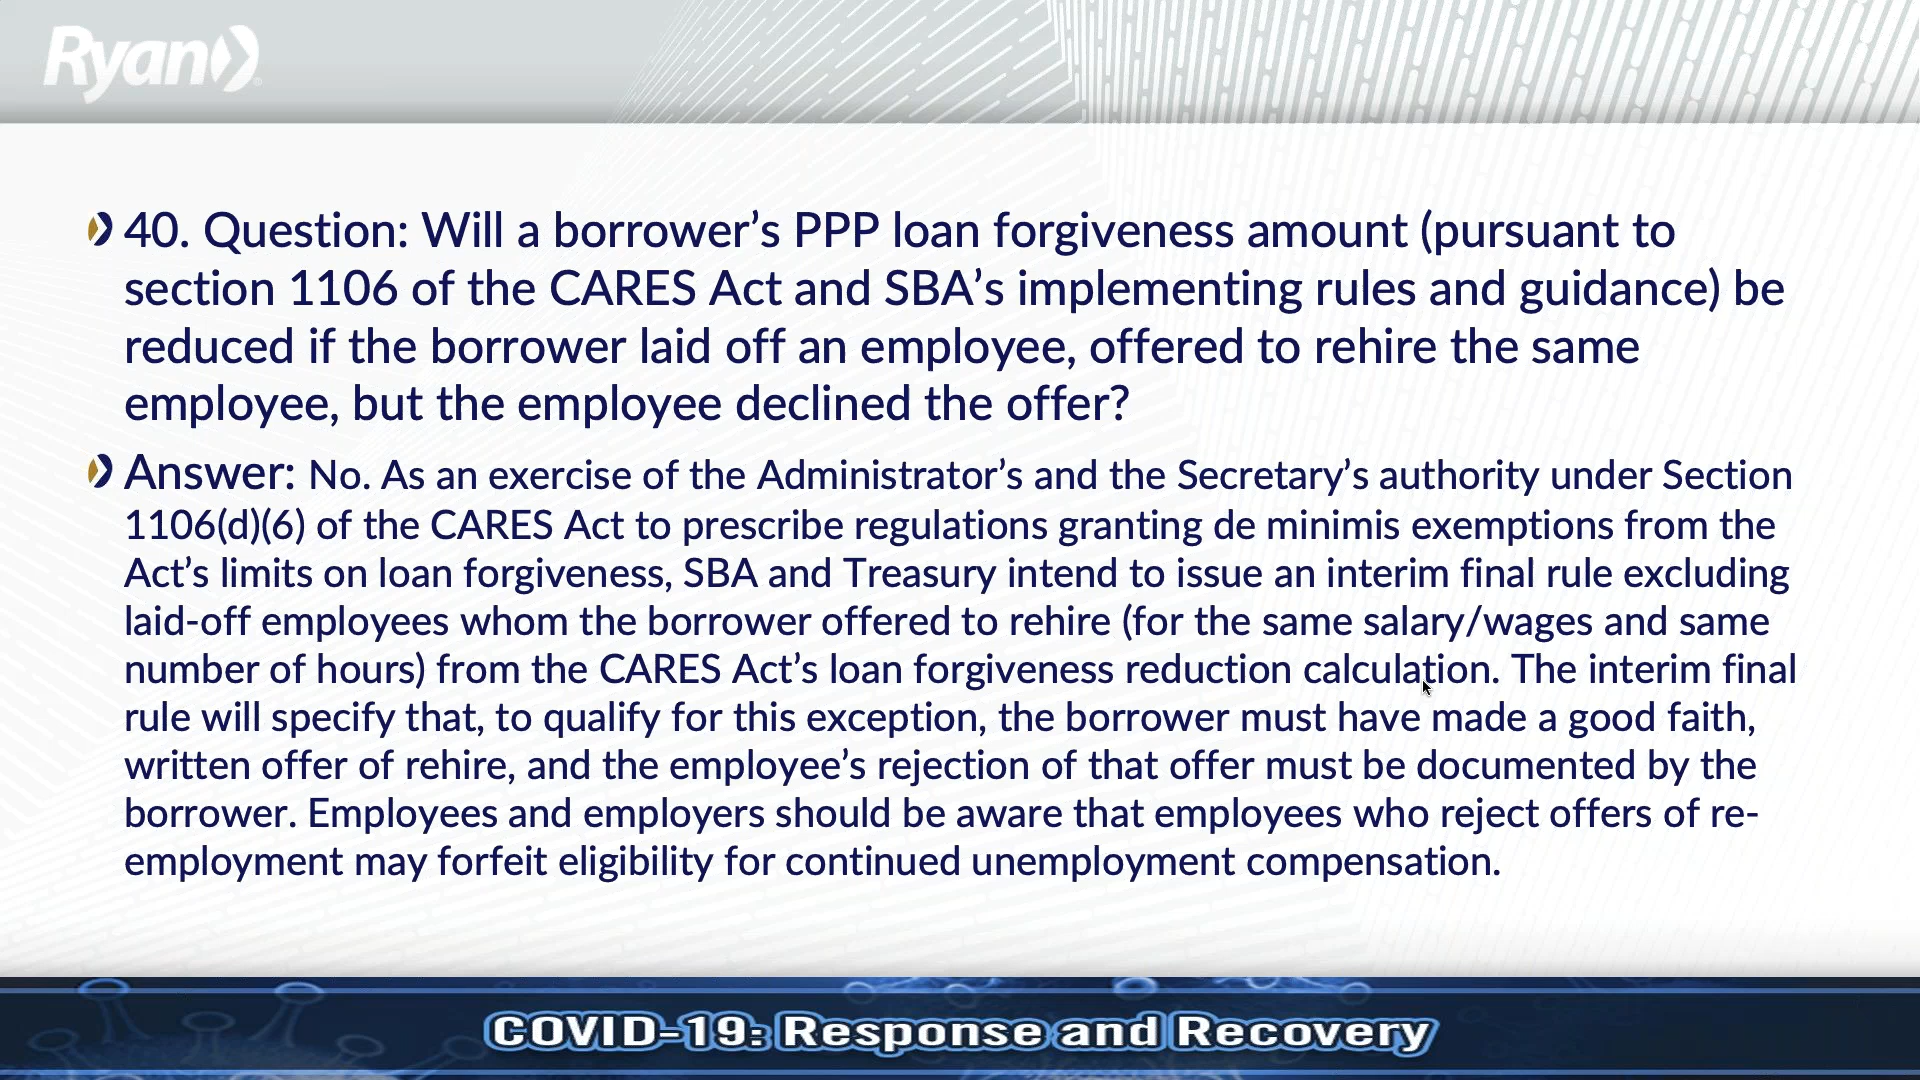 Ryan
40. Question: Will a borrower’s PPP loan forgiveness amount (pursuant to
section 1106 of the CARES Act and SBA’s implementing rules and guidance) be
reduced if the borrower laid off an employee, offered to rehire the same
employee, but the employee declined the offer?
Answer: No. As an exercise of the Administrator’s and the Secretary’s authority under Section
1106(d)(6) of the CARES Act to prescribe regulations granting de minimis exemptions from the
Act’s limits on loan forgiveness, SBA and Treasury intend to issue an interim final rule excluding
laid-off employees whom the borrower offered to rehire (for the same salary/wages and same
number of hours) from the CARES Act’s loan forgiveness reduction calculation. The interim final
rule will specify that, to qualify for this exception, the borrower must have made a good faith,
written offer of rehire, and the employee’s rejection of that offer must be documented by the
borrower. Employees and employers should be aware that employees who reject offers of re-
employment may forfeit eligibility for continued unemployment compensation.
COVID-19: Response and Recovery